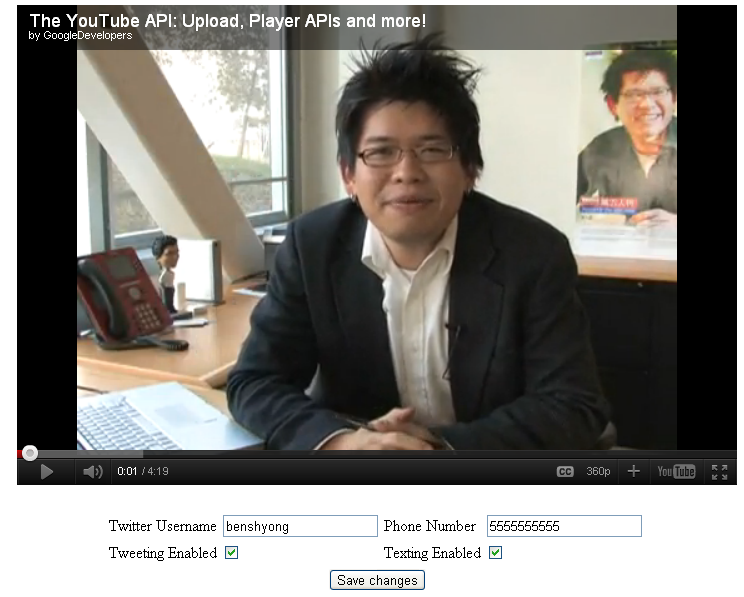 The YouTube API: Upload, Player APIs and more!
by GoogleDevelopers
0:01 / 4:19
CC
360p
YouTube
Twitter Username benshyong Phone Number 5555555555
Tweeting Enabled Texting Enabled
Save changes